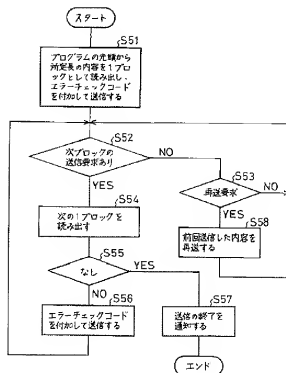 スタート
S51
プログラムの先頭から
所定長の内容を1ブロ
ックとして読み出し、
エラーチェックコード
を付加して送信する
S52
次ブロックの
送信要求あり
NO
YES
S53
再送要求
NO
YES
S54
次の1ブロックを
読み出す
S58
前回送信した内容を
再送する
S55
なし
YES
NO
S56
エラーチェックコード
を付加して送信する
S57
送信の終了を
通知する
エンド